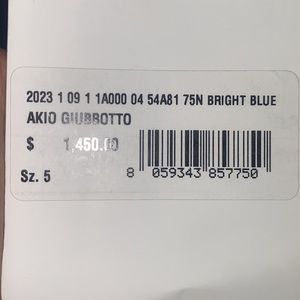 2023 1 09 1 1A000 04 54A81 75N BRIGHT BLUE
AKIO GIUBBOTTO
$ 1,450.00
Sz. 5
8 059343 857750